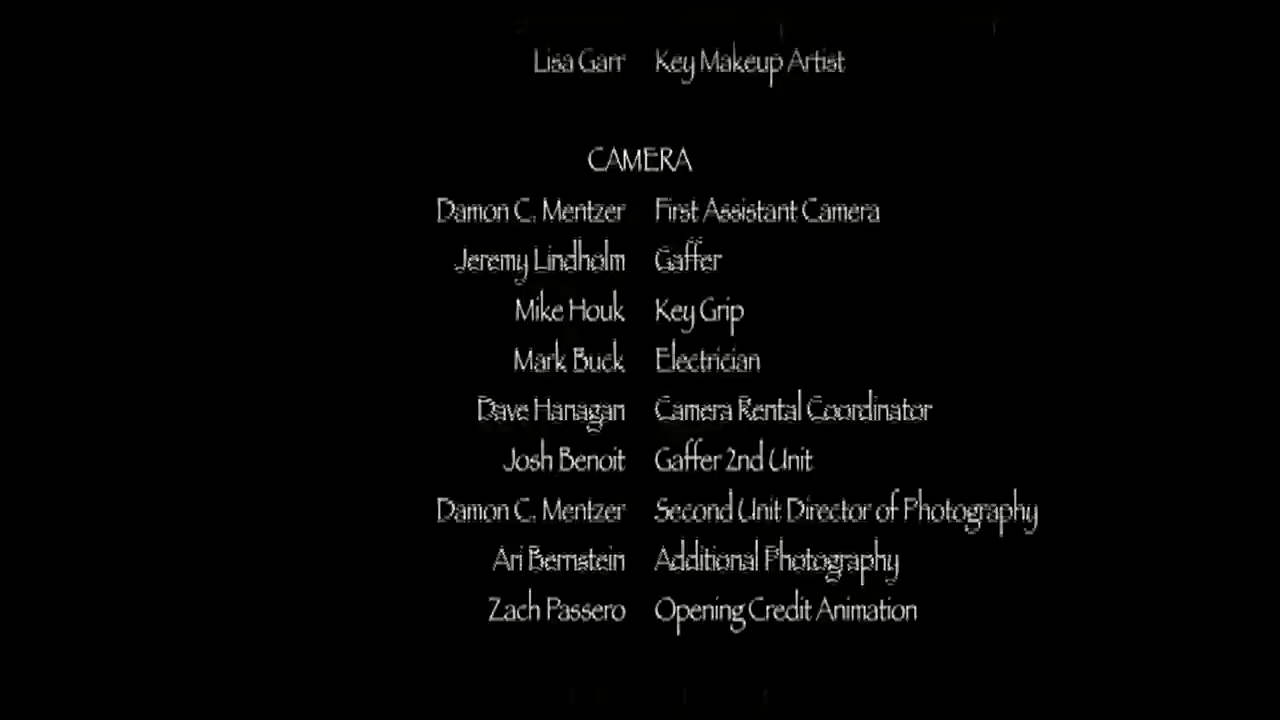 Lisa Garr Key Makeup Artist
CAMERA
Damon C. Mentzer First Assistant Camera
Jeremy Lindholm Gaffer
Mike Houk Key Grip
Mark Buck Electrician
Dave Hanagan Camera Rental Coordinator
Josh Benoit Gaffer 2nd Unit
Damon C. Mentzer Second Unit Director of Photography
Ari Bernstein Additional Photography
Zach Passero Opening Credit Animation